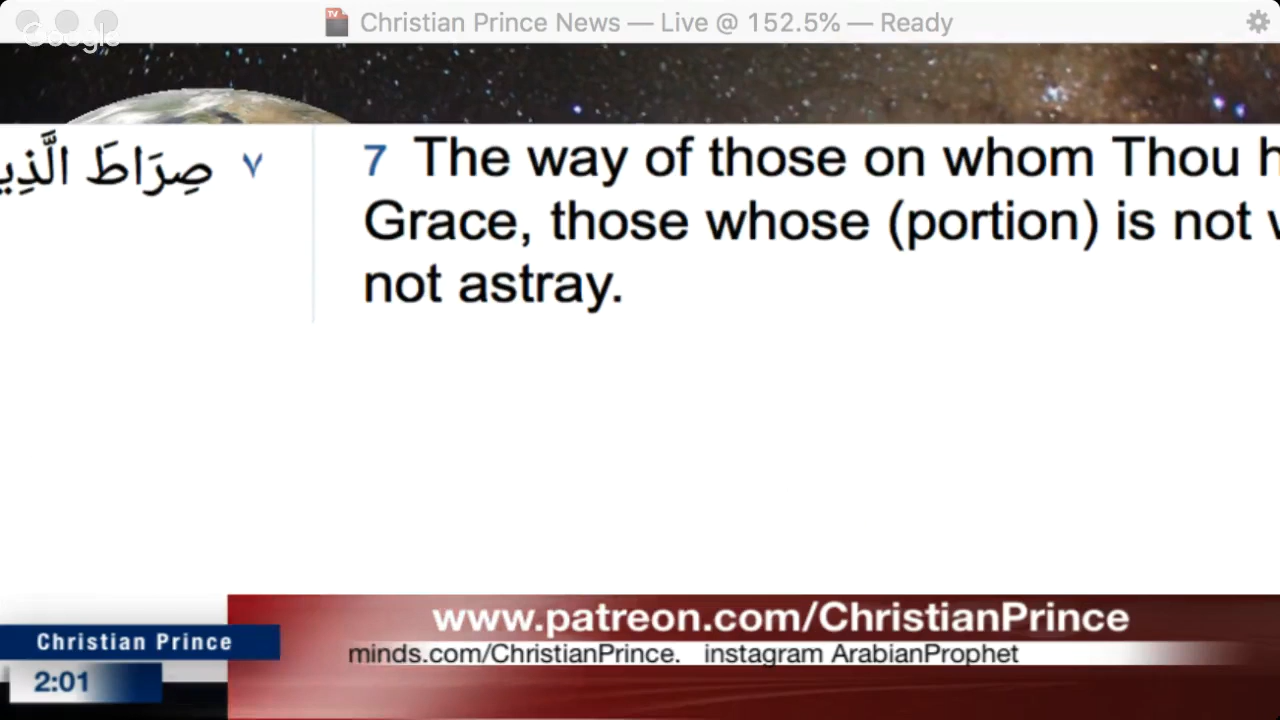 Christian Prince News — Live @ 152.5% — Ready
Google
صِرَاطَ الَّذِي
٧
7 The way of those on whom Thou h
Grace, those whose (portion) is not w
not astray.
www.patreon.com/ChristianPrince
Christian Prince
minds.com/ChristianPrince. instagram ArabianProphet
2:01